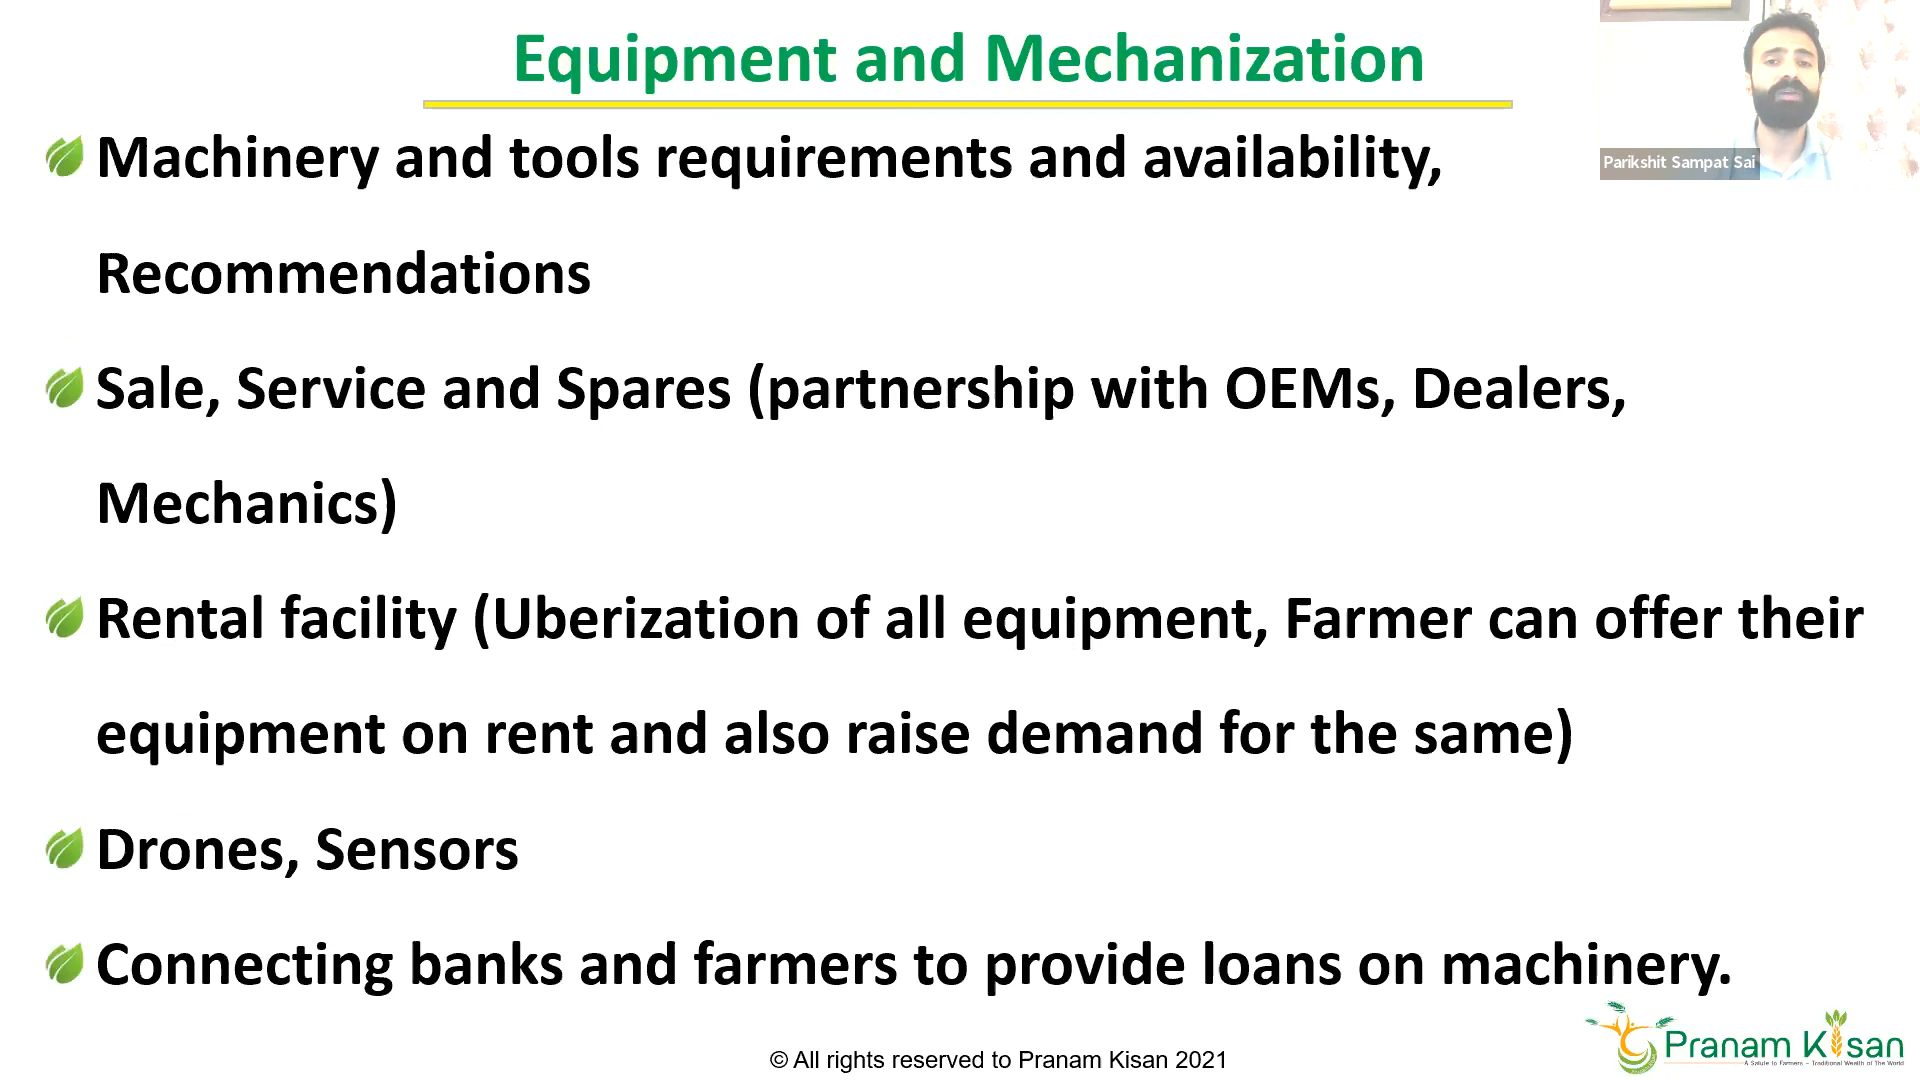 Equipment and Mechanization
Parikshit Sampat Sai
Machinery and tools requirements and availability,
Recommendations
Sale, Service and Spares (partnership with OEMs, Dealers,
Mechanics)
Rental facility (Uberization of all equipment, Farmer can offer their
equipment on rent and also raise demand for the same)
Drones, Sensors
Connecting banks and farmers to provide loans on machinery.
© All rights reserved to Pranam Kisan 2021
Pranam Kisan
A Salute to Farmers – Traditional Wealth of The World